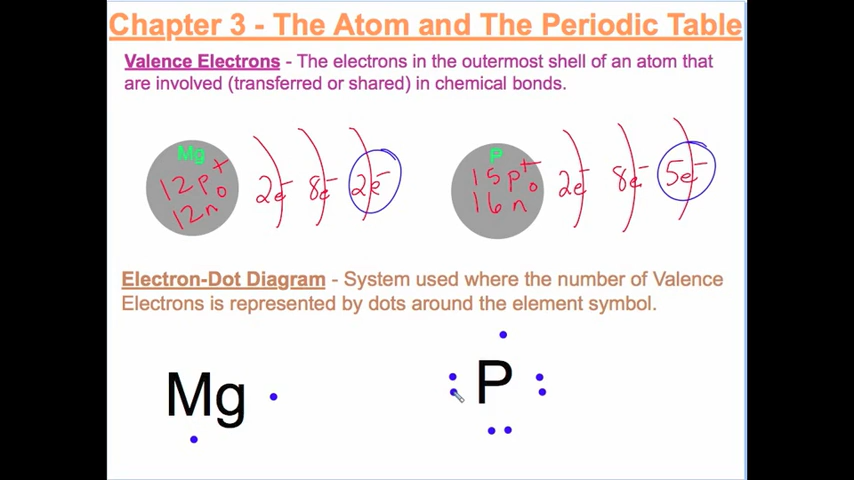 Chapter 3 - The Atom and The Periodic Table
Valence Electrons - The electrons in the outermost shell of an atom that
are involved (transferred or shared) in chemical bonds.
Mg
12p+
12n0
2e- 8e- 2e-
P
15p+
16n0
2e- 8e- 5e-
Electron-Dot Diagram - System used where the number of Valence
Electrons is represented by dots around the element symbol.
Mg P